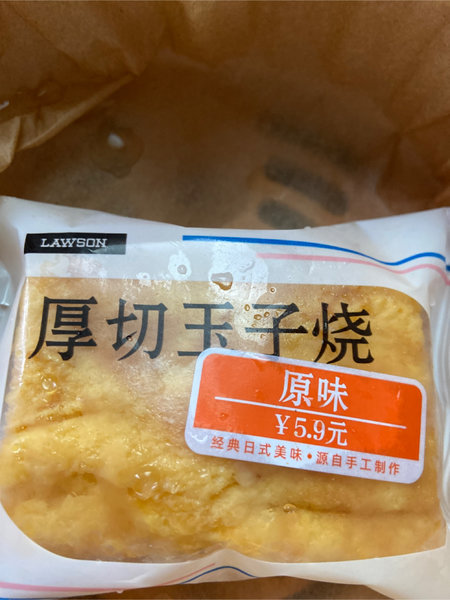 LAWSON
厚切玉子烧
原味
¥5.9元
经典日式美味·源自手工制作